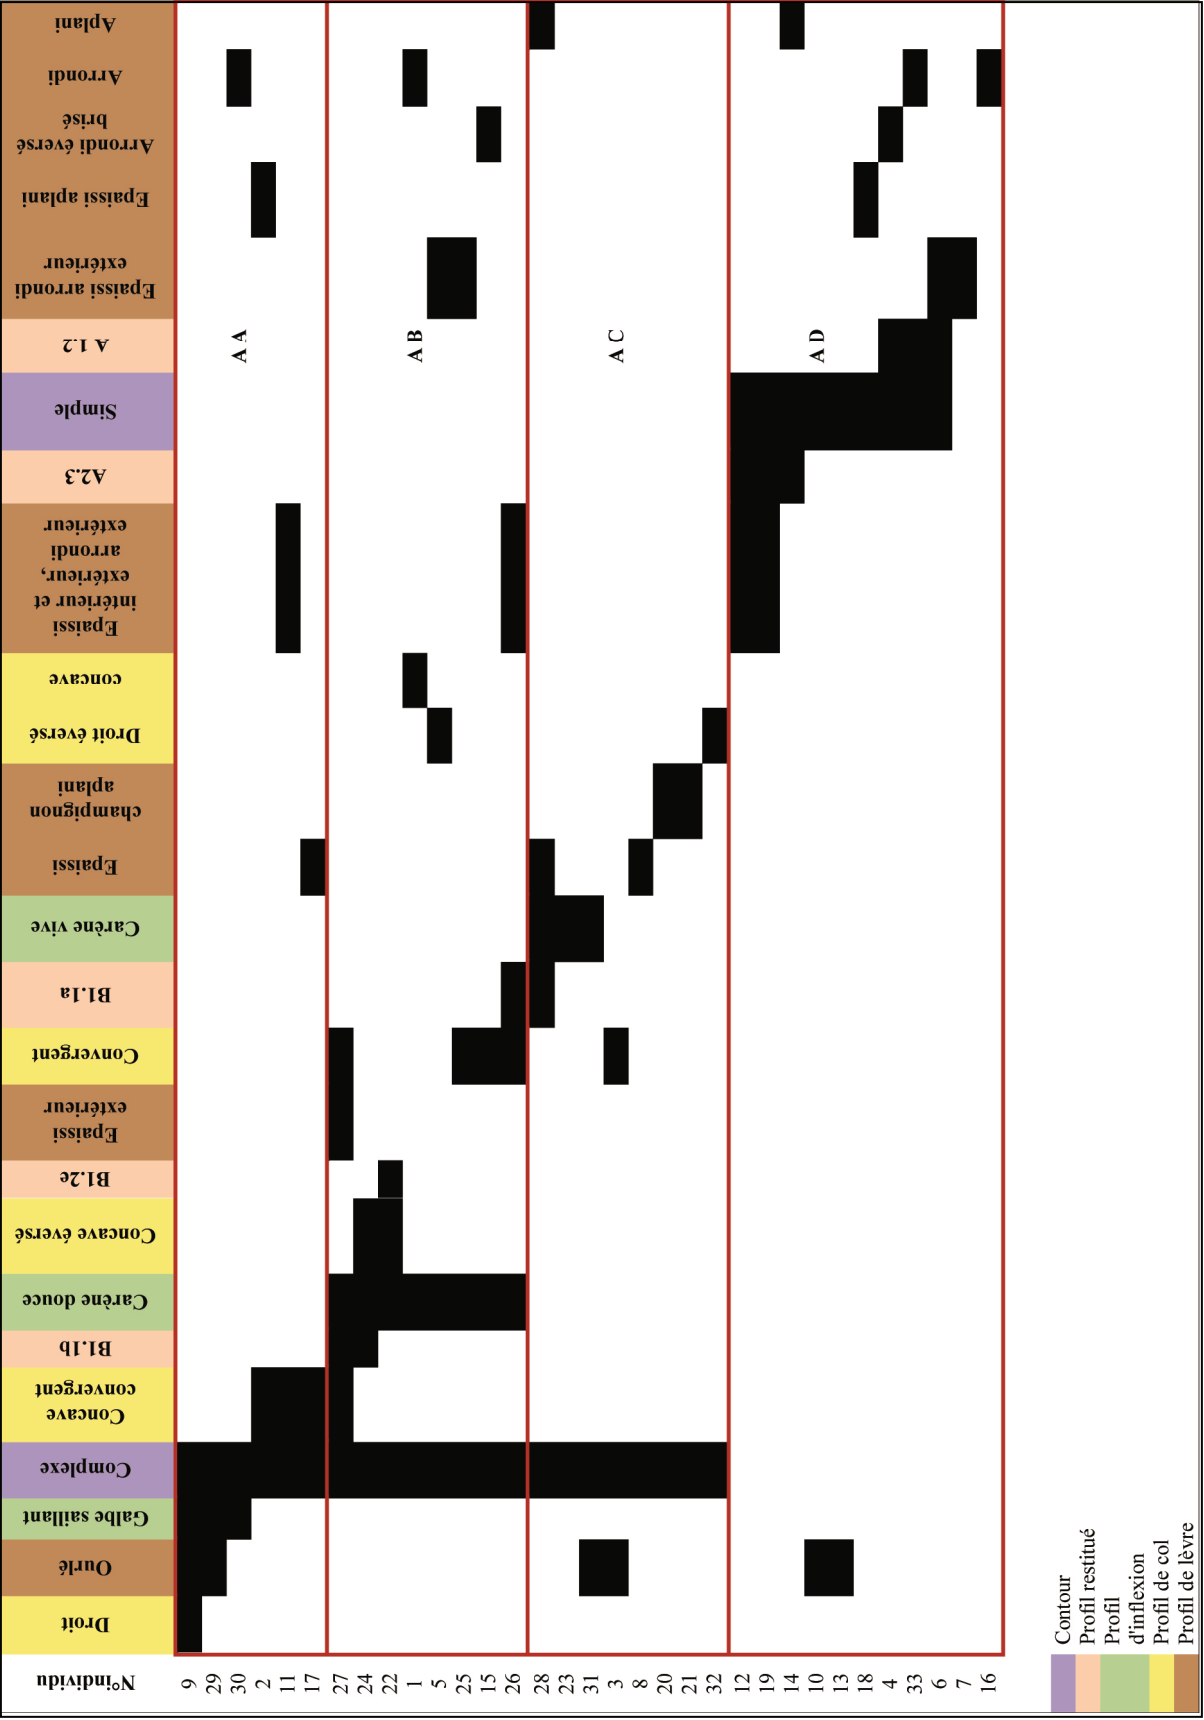 N°individu
Droit
Ourlé
Galbe saillant
Complexe
Concave
convergent
B1.1b
Carène douce
Concave éversé
B1.2e
Epaissi
extérieur
Convergent
B1.1a
Carène vive
Epaissi
champignon
aplani
Droit éversé
concave
Epaissi
intérieur et
extérieur,
arrondi
extérieur
A2.3
Simple
A 1.2
Epaissi arrondi
extérieur
Epaissi aplani
Arrondi éversé
brisé
Arrondi
Aplani
9
29
30
2
11
17
27
24
22
1
5
25
15
26
28
23
31
3
8
20
21
32
12
19
14
10
13
18
4
33
6
7
16
A A
A B
A C
A D
Contour
Profil restitué
Profil
d'inflexion
Profil de col
Profil de lèvre